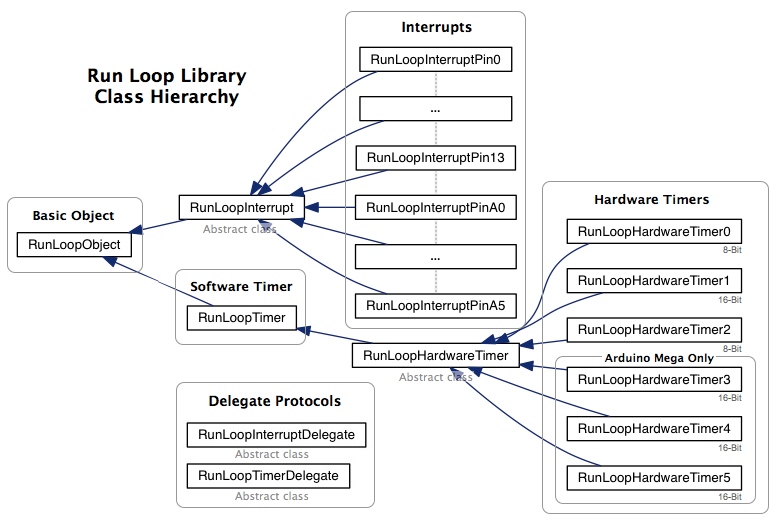 Run Loop Library
Class Hierarchy
Interrupts
RunLoopInterruptPin0
...
RunLoopInterruptPin13
RunLoopInterruptPinA0
...
RunLoopInterruptPinA5
RunLoopInterrupt
Abstract class
Basic Object
RunLoopObject
Software Timer
RunLoopTimer
RunLoopHardwareTimer
Abstract class
Hardware Timers
RunLoopHardwareTimer0
8-Bit
RunLoopHardwareTimer1
16-Bit
RunLoopHardwareTimer2
8-Bit
Arduino Mega Only
RunLoopHardwareTimer3
16-Bit
RunLoopHardwareTimer4
16-Bit
RunLoopHardwareTimer5
16-Bit
Delegate Protocols
RunLoopInterruptDelegate
Abstract class
RunLoopTimerDelegate
Abstract class